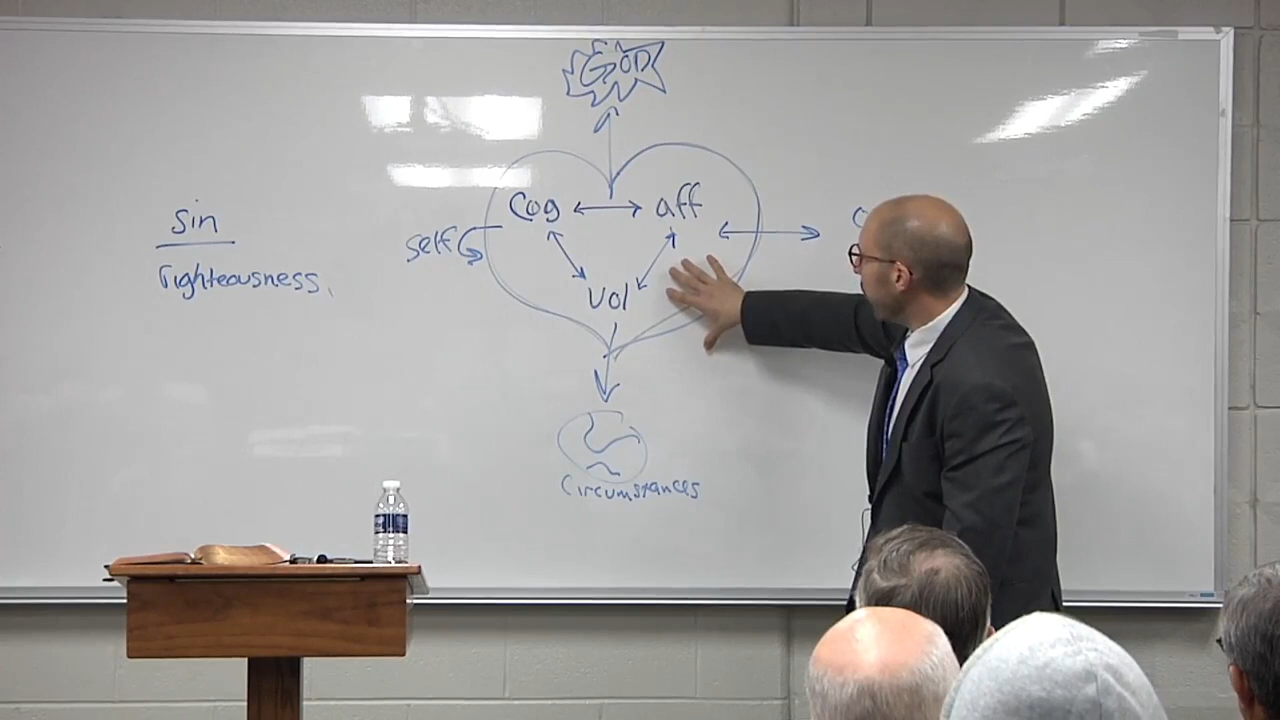 GOD
Cog aff
sin
self
righteousness
vol
Circumstances